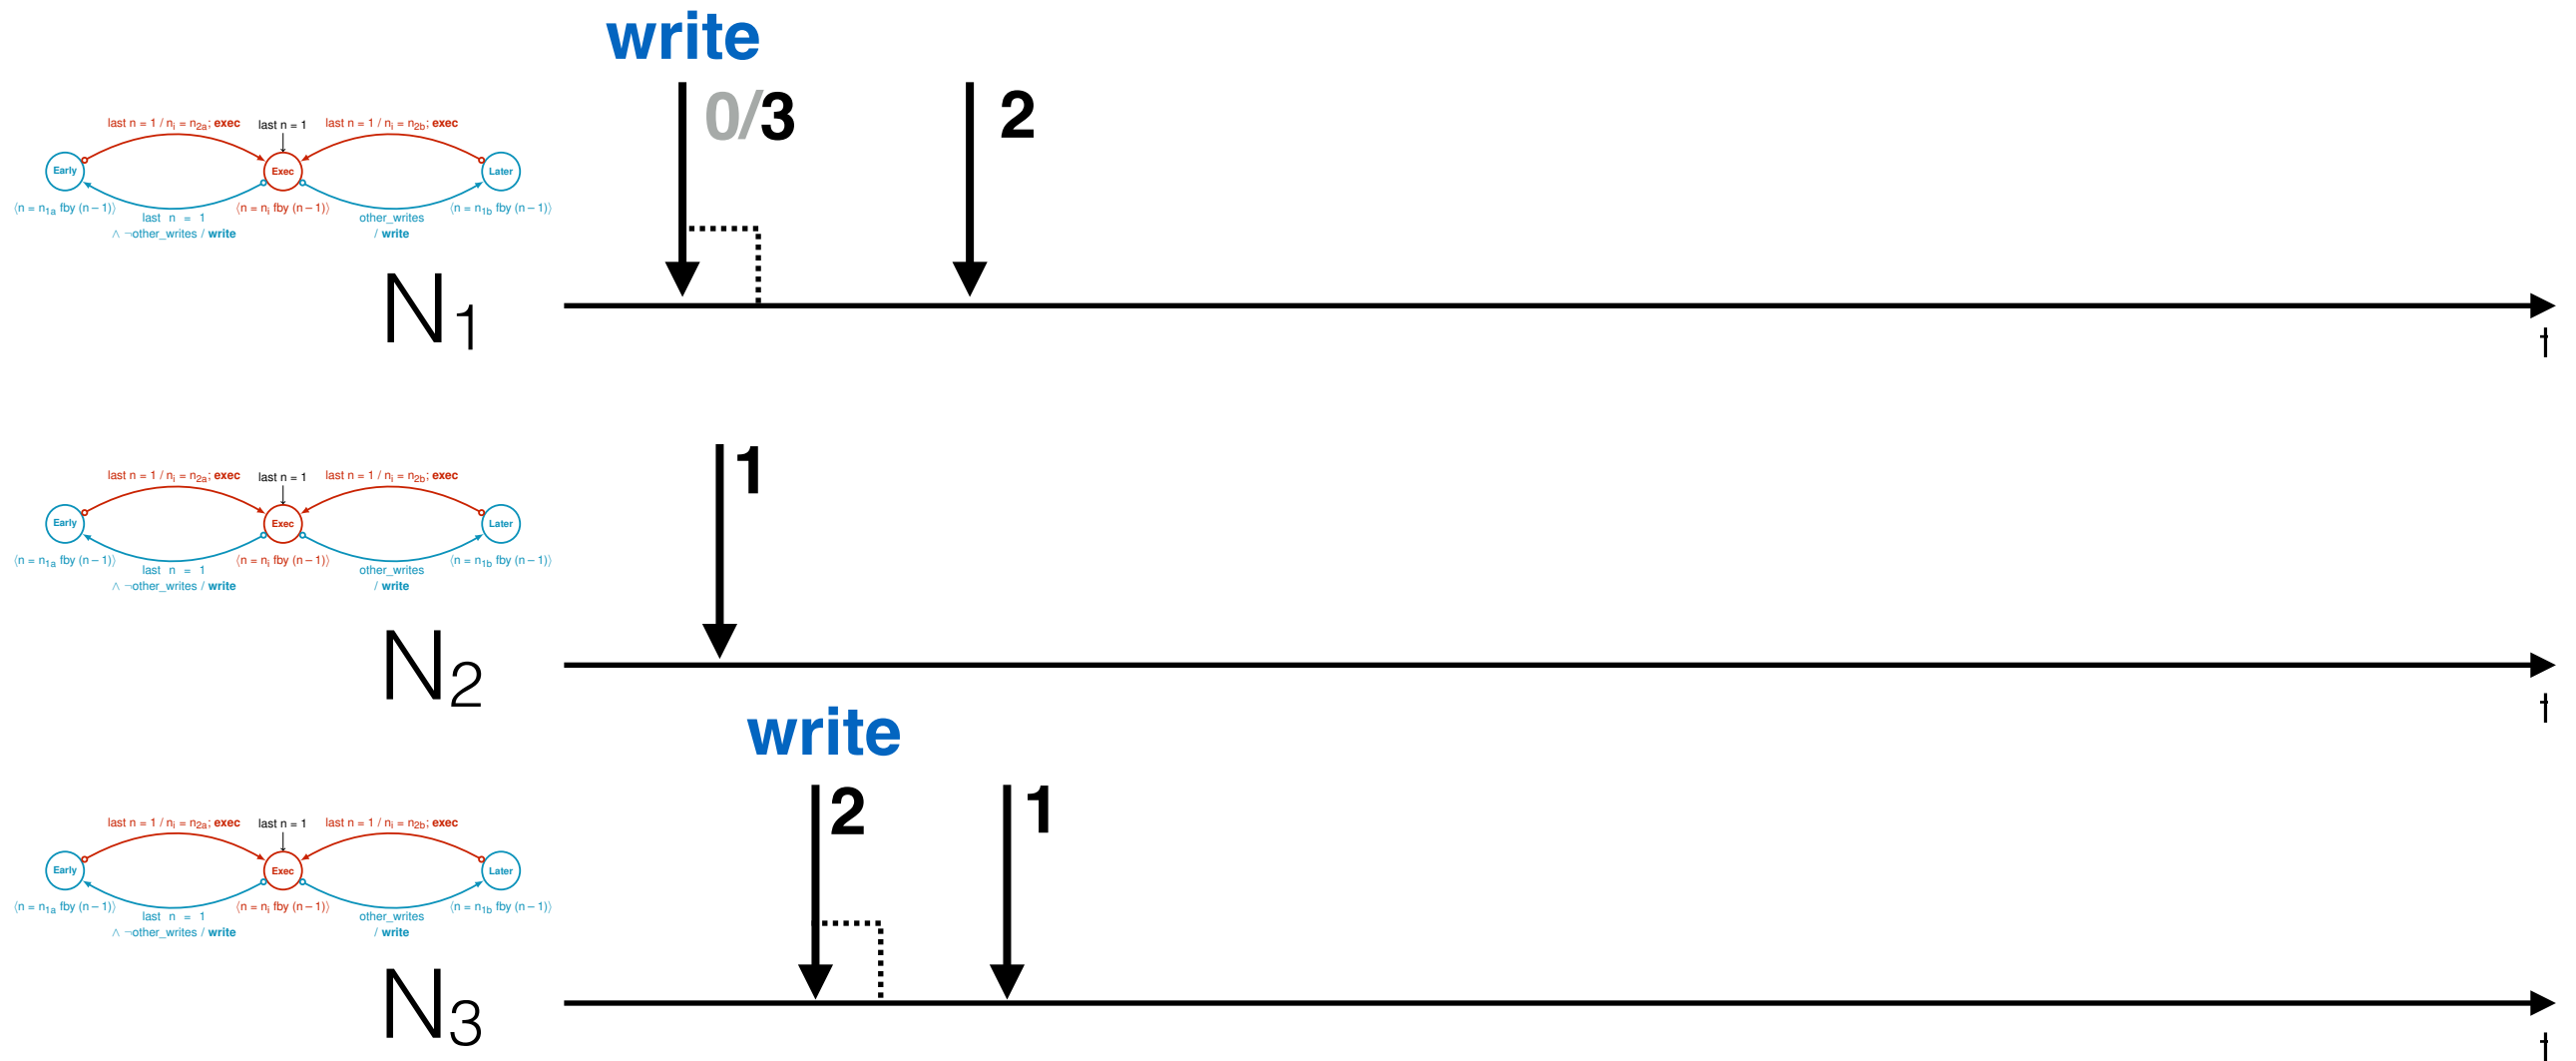 write
0/3
2
last n = 1 / nᵢ = n₂ₐ; exec
last n = 1
last n = 1 / nᵢ = n₂b; exec
Early
Exec
Later
⟨n = n₁ₐ fby (n – 1)⟩
⟨n = nᵢ fby (n – 1)⟩
⟨n = n₁b fby (n – 1)⟩
last n = 1
∧ ¬other_writes / write
other_writes
/ write
N₁
t
1
last n = 1 / nᵢ = n₂ₐ; exec
last n = 1
last n = 1 / nᵢ = n₂b; exec
Early
Exec
Later
⟨n = n₁ₐ fby (n – 1)⟩
⟨n = nᵢ fby (n – 1)⟩
⟨n = n₁b fby (n – 1)⟩
last n = 1
∧ ¬other_writes / write
other_writes
/ write
N₂
t
write
2
1
last n = 1 / nᵢ = n₂ₐ; exec
last n = 1
last n = 1 / nᵢ = n₂b; exec
Early
Exec
Later
⟨n = n₁ₐ fby (n – 1)⟩
⟨n = nᵢ fby (n – 1)⟩
⟨n = n₁b fby (n – 1)⟩
last n = 1
∧ ¬other_writes / write
other_writes
/ write
N₃
t